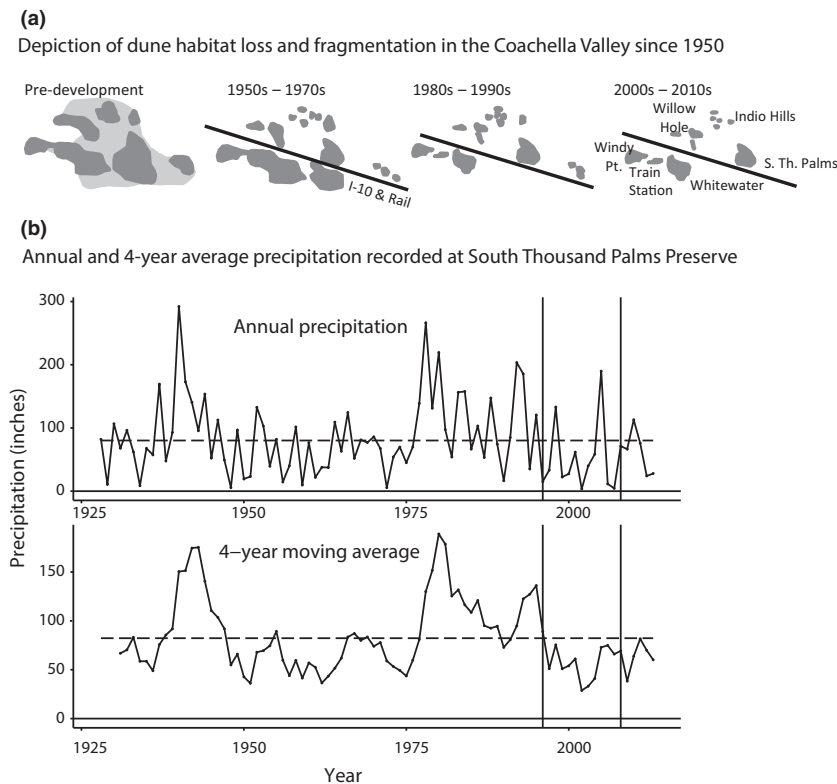 (a)
Depiction of dune habitat loss and fragmentation in the Coachella Valley since 1950
Pre-development
1950s – 1970s
1980s – 1990s
2000s – 2010s
I-10 & Rail
Willow
Hole
Indio Hills
Windy
Pt.
Train
Station
Whitewater
S. Th. Palms
(b)
Annual and 4-year average precipitation recorded at South Thousand Palms Preserve
Precipitation (inches)
Annual precipitation
300
200
100
0
1925
1950
1975
2000
4–year moving average
150
100
50
0
1925
1950
1975
2000
Year